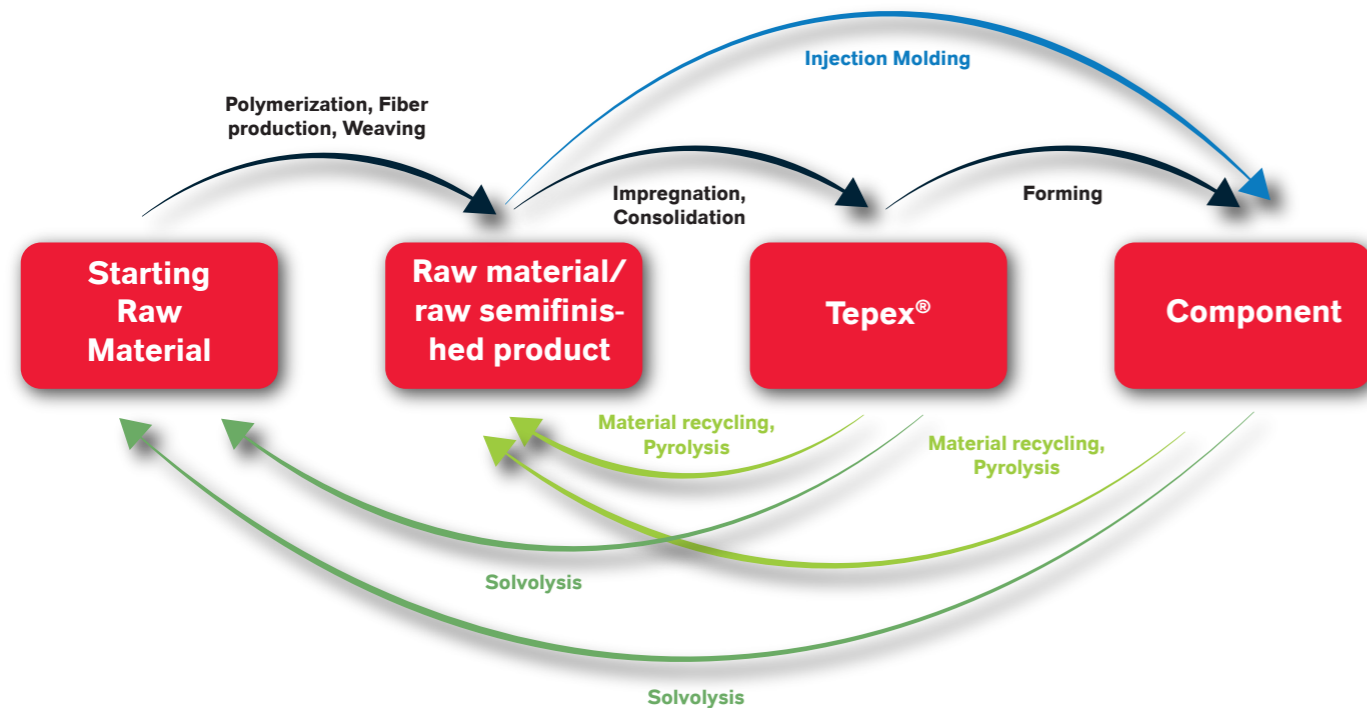 Injection Molding
Polymerization, Fiber
production, Weaving
Impregnation,
Consolidation
Forming
Starting
Raw
Material
Raw material/
raw semifinis-
hed product
Tepex®
Component
Material recycling,
Pyrolysis
Material recycling,
Pyrolysis
Solvolysis
Solvolysis